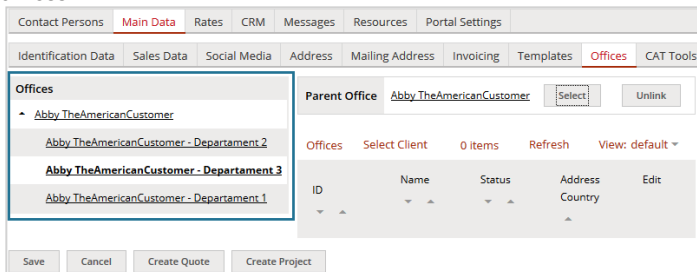 Contact Persons Main Data Rates CRM Messages Resources Portal Settings
Identification Data Sales Data Social Media Address Mailing Address Invoicing Templates Offices CAT Tools
Offices
Abby TheAmericanCustomer
Abby TheAmericanCustomer - Departament 2
Abby TheAmericanCustomer - Departament 3
Abby TheAmericanCustomer - Departament 1
Parent Office Abby TheAmericanCustomer Select Unlink
Offices Select Client 0 items Refresh View: default
ID Name Status Address Country Edit
Save Cancel Create Quote Create Project